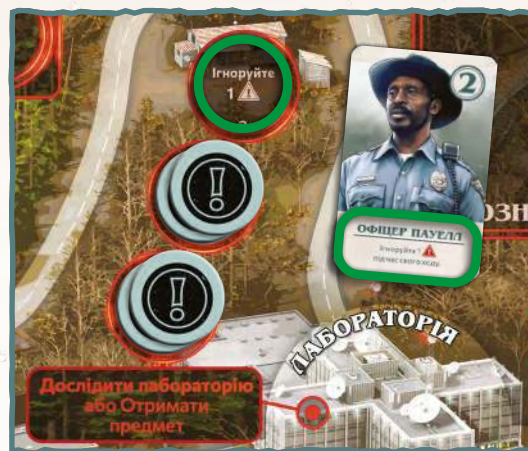 Ігноруйте
1
2
ОФІЦЕР ПАУЕЛЛ
Ігноруйте 1
під час свого ходу.
ОЗН
ЛАБОРАТОРІЯ
Дослідити лабораторію
або Отримати
предмет